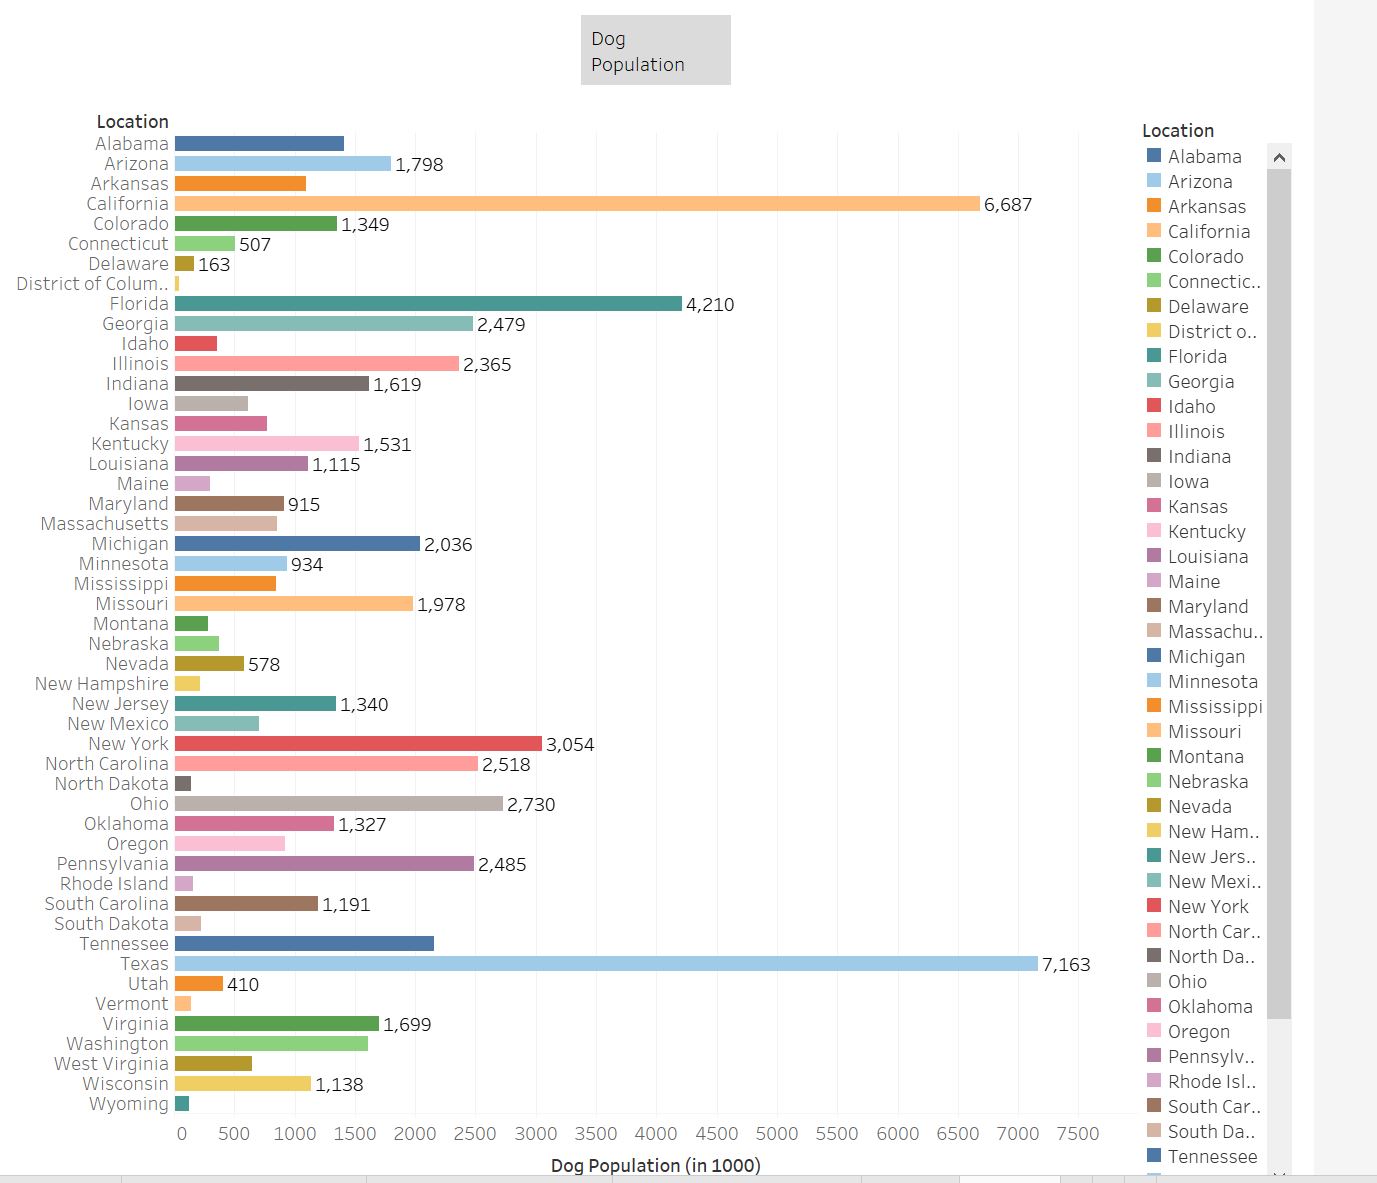 Dog
Population
Location
Alabama
Arizona 1,798
Arkansas
California 6,687
Colorado 1,349
Connecticut 507
Delaware 163
District of Colum..
Florida 4,210
Georgia 2,479
Idaho
Illinois 2,365
Indiana 1,619
Iowa
Kansas
Kentucky 1,531
Louisiana 1,115
Maine
Maryland 915
Massachusetts
Michigan 2,036
Minnesota 934
Mississippi
Missouri 1,978
Montana
Nebraska
Nevada 578
New Hampshire
New Jersey 1,340
New Mexico
New York 3,054
North Carolina 2,518
North Dakota
Ohio 2,730
Oklahoma 1,327
Oregon
Pennsylvania 2,485
Rhode Island
South Carolina 1,191
South Dakota
Tennessee
Texas 7,163
Utah 410
Vermont
Virginia 1,699
Washington
West Virginia
Wisconsin 1,138
Wyoming
0 500 1000 1500 2000 2500 3000 3500 4000 4500 5000 5500 6000 6500 7000 7500
Dog Population (in 1000)
Location
Alabama
Arizona
Arkansas
California
Colorado
Connectic..
Delaware
District o..
Florida
Georgia
Idaho
Illinois
Indiana
Iowa
Kansas
Kentucky
Louisiana
Maine
Maryland
Massachu..
Michigan
Minnesota
Mississippi
Missouri
Montana
Nebraska
Nevada
New Ham..
New Jers..
New Mexi..
New York
North Car..
North Da..
Ohio
Oklahoma
Oregon
Pennsylv..
Rhode Isl..
South Car..
South Da..
Tennessee